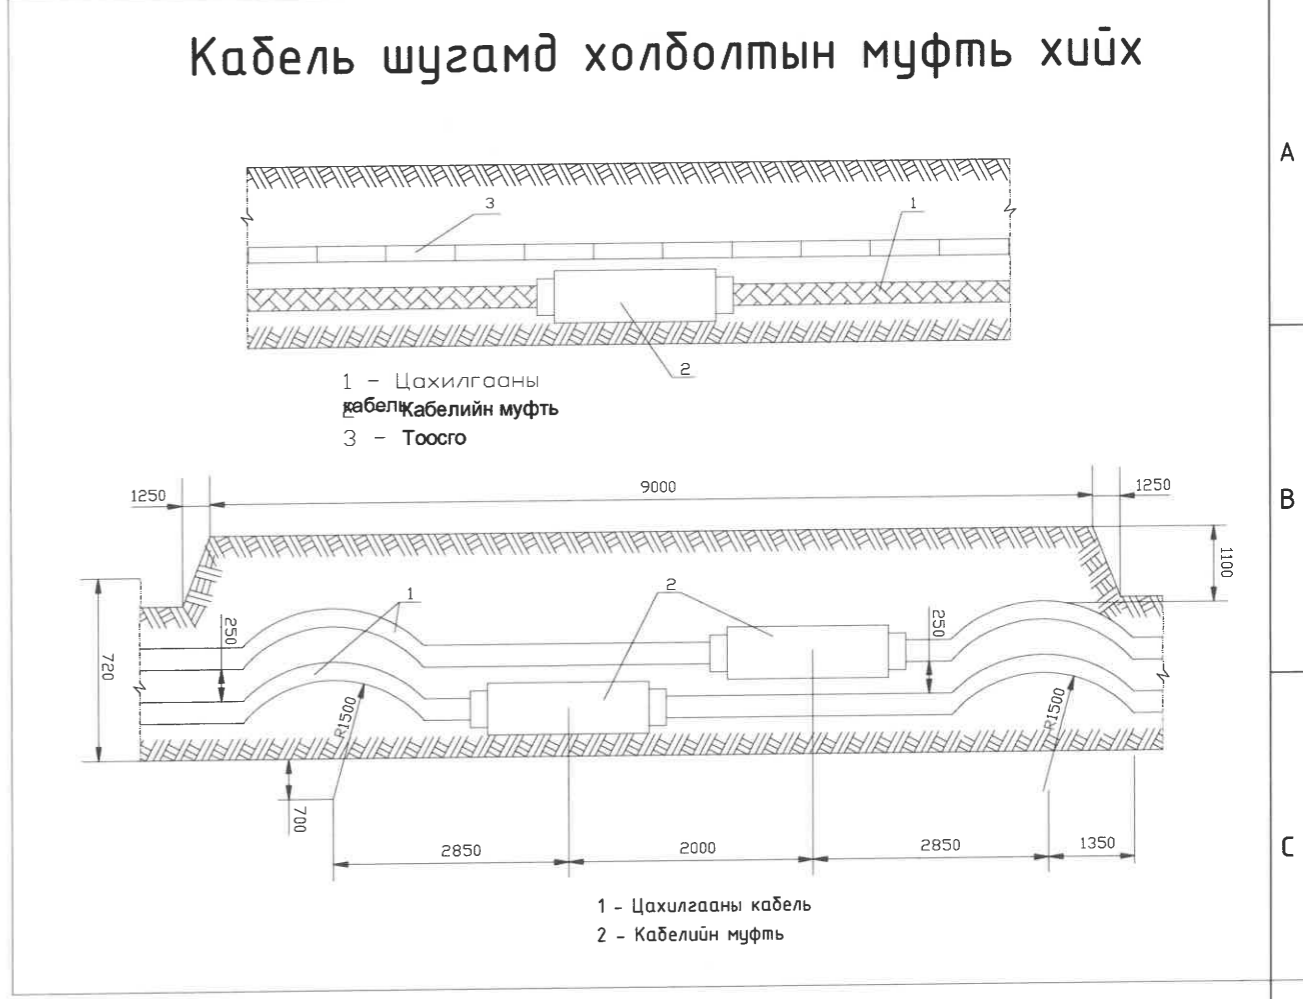 Кабель шугамд холболтын муфть хийх
A
3
1
2
1 - Цахилгааны
кабель
2 - Кабелийн муфть
3 - Тоосго
1250
9000
1250
B
1100
1
2
250
250
720
R1500
R1500
700
2850
2000
2850
1350
C
1 - Цахилгааны кабель
2 - Кабелийн муфть